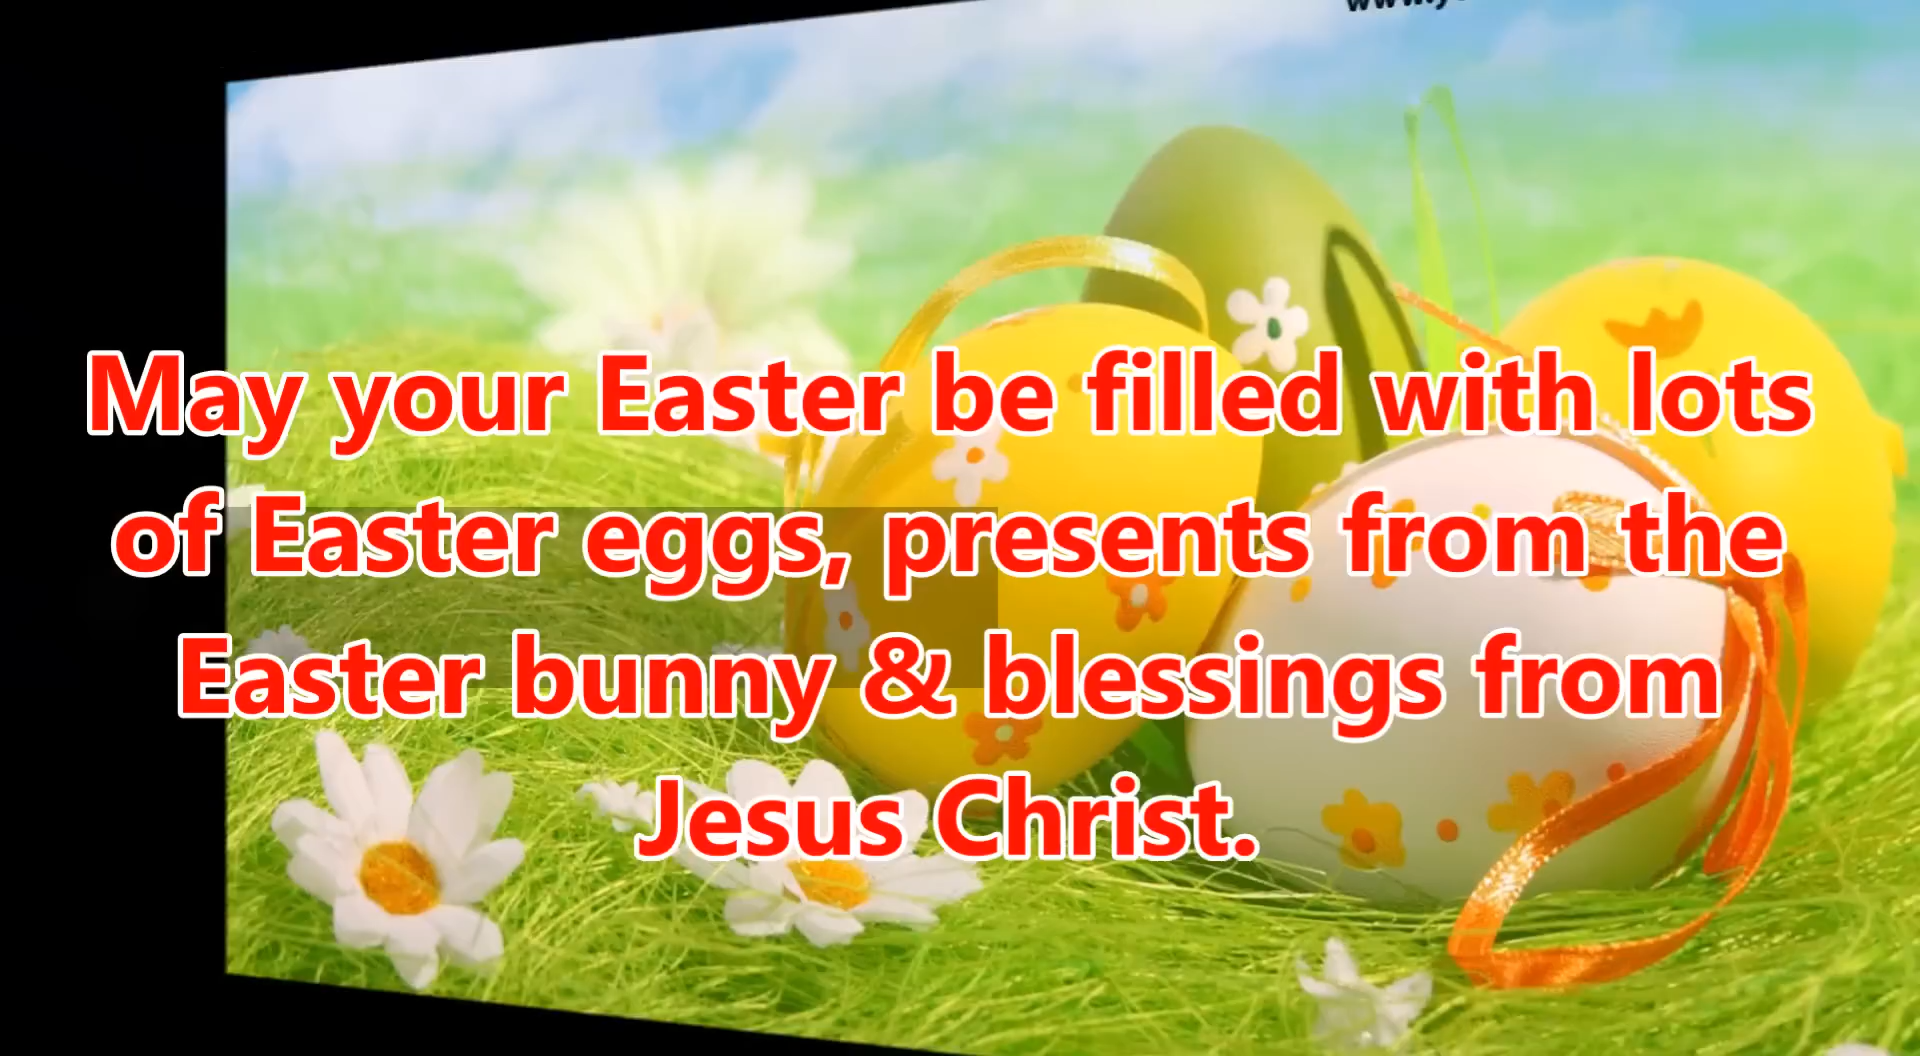 May your Easter be filled with lots
of Easter eggs, presents from the
Easter bunny & blessings from
Jesus Christ.